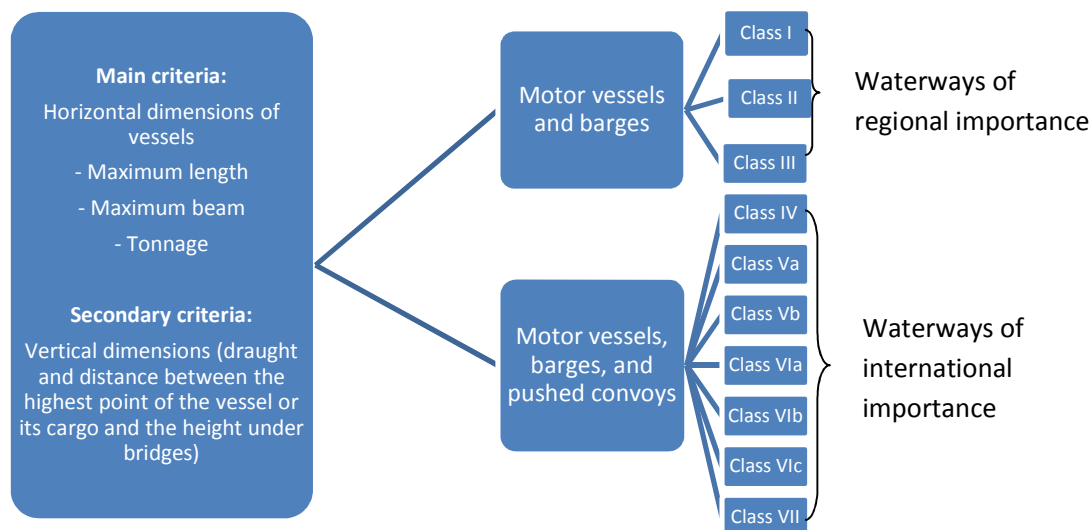 Main criteria:
Horizontal dimensions of
vessels
- Maximum length
- Maximum beam
- Tonnage
Secondary criteria:
Vertical dimensions (draught
and distance between the
highest point of the vessel or
its cargo and the height under
bridges)
Motor vessels
and barges
Class I
Class II
Class III
Waterways of
regional importance
Motor vessels,
barges, and
pushed convoys
Class IV
Class Va
Class Vb
Class VIa
Class VIb
Class VIc
Class VII
Waterways of
international
importance